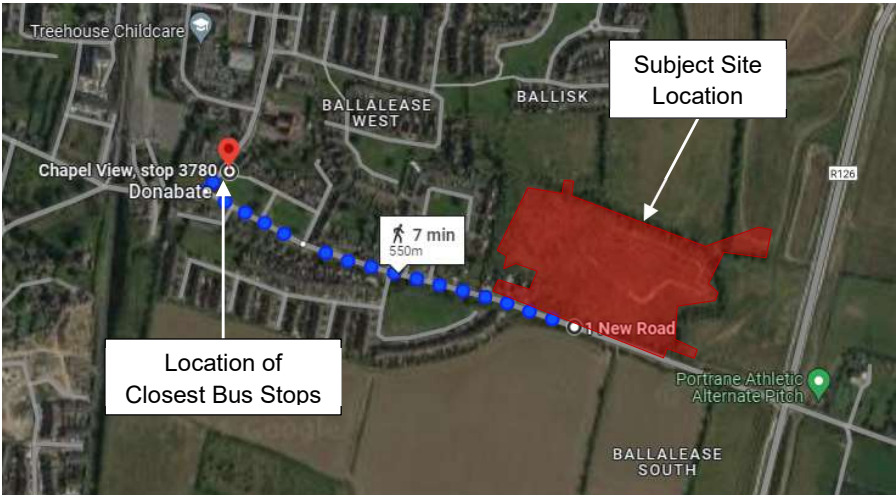 Treehouse Childcare
Subject Site
Location
BALLALEASE
WEST
BALLISK
R126
Chapel View, stop 3780
Donabate
7 min
550m
1 New Road
Location of
Closest Bus Stops
Portrane Athletic
Alternate Pitch
BALLALEASE
SOUTH